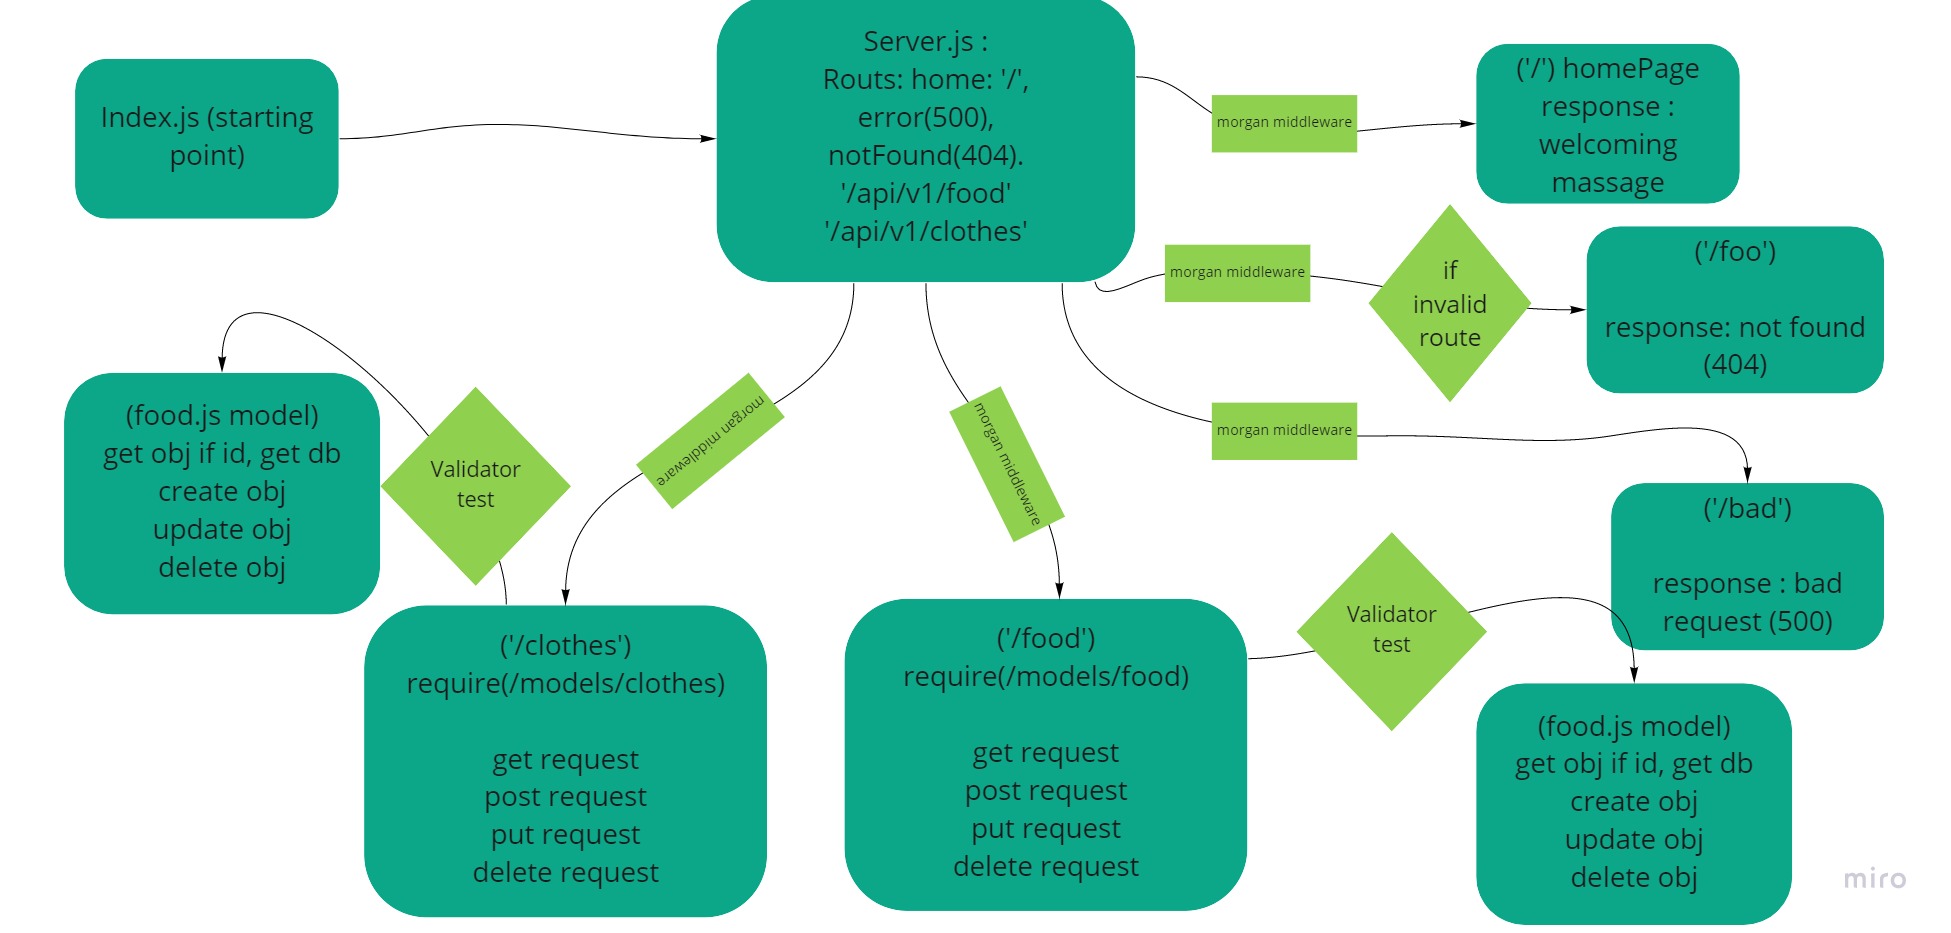 Index.js (starting
point)
Server.js :
Routs: home: '/',
error(500),
notFound(404).
'/api/v1/food'
'/api/v1/clothes'
morgan middleware
('/') homePage
response :
welcoming
massage
morgan middleware
if
invalid
route
('/foo')
response: not found
(404)
morgan middleware
('/bad')
response : bad
request (500)
morgan middleware
morgan middleware
(food.js model)
get obj if id, get db
create obj
update obj
delete obj
Validator
test
('/clothes')
require(/models/clothes)
get request
post request
put request
delete request
('/food')
require(/models/food)
get request
post request
put request
delete request
Validator
test
(food.js model)
get obj if id, get db
create obj
update obj
delete obj
miro